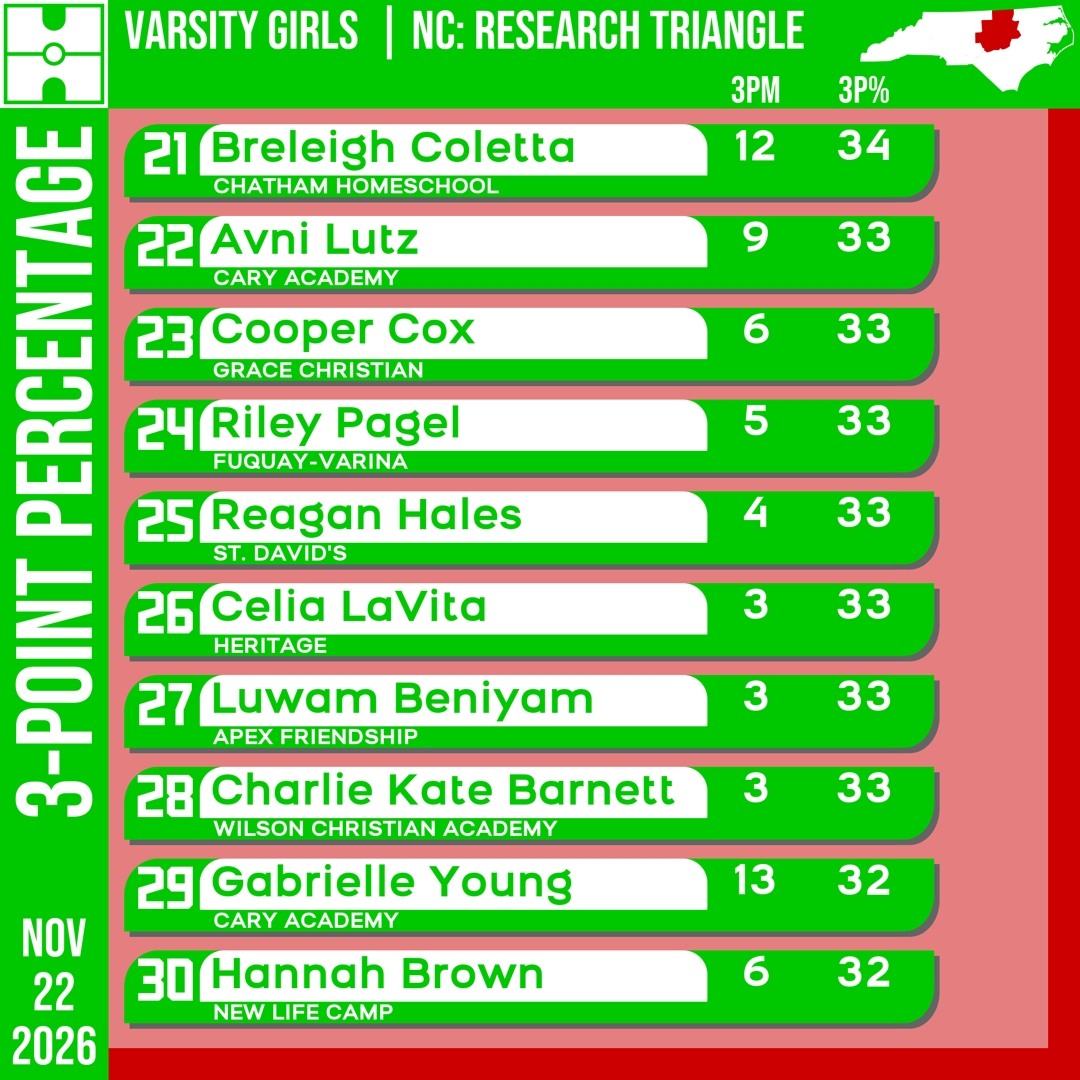 VARSITY GIRLS | NC: RESEARCH TRIANGLE
3PM 3P%
3-POINT PERCENTAGE
NOV
22
2026
21 Breleigh Coletta 12 34
CHATHAM HOMESCHOOL
22 Avni Lutz 9 33
CARY ACADEMY
23 Cooper Cox 6 33
GRACE CHRISTIAN
24 Riley Pagel 5 33
FUQUAY-VARINA
25 Reagan Hales 4 33
ST. DAVID'S
26 Celia LaVita 3 33
HERITAGE
27 Luwam Beniyam 3 33
APEX FRIENDSHIP
28 Charlie Kate Barnett 3 33
WILSON CHRISTIAN ACADEMY
29 Gabrielle Young 13 32
CARY ACADEMY
30 Hannah Brown 6 32
NEW LIFE CAMP